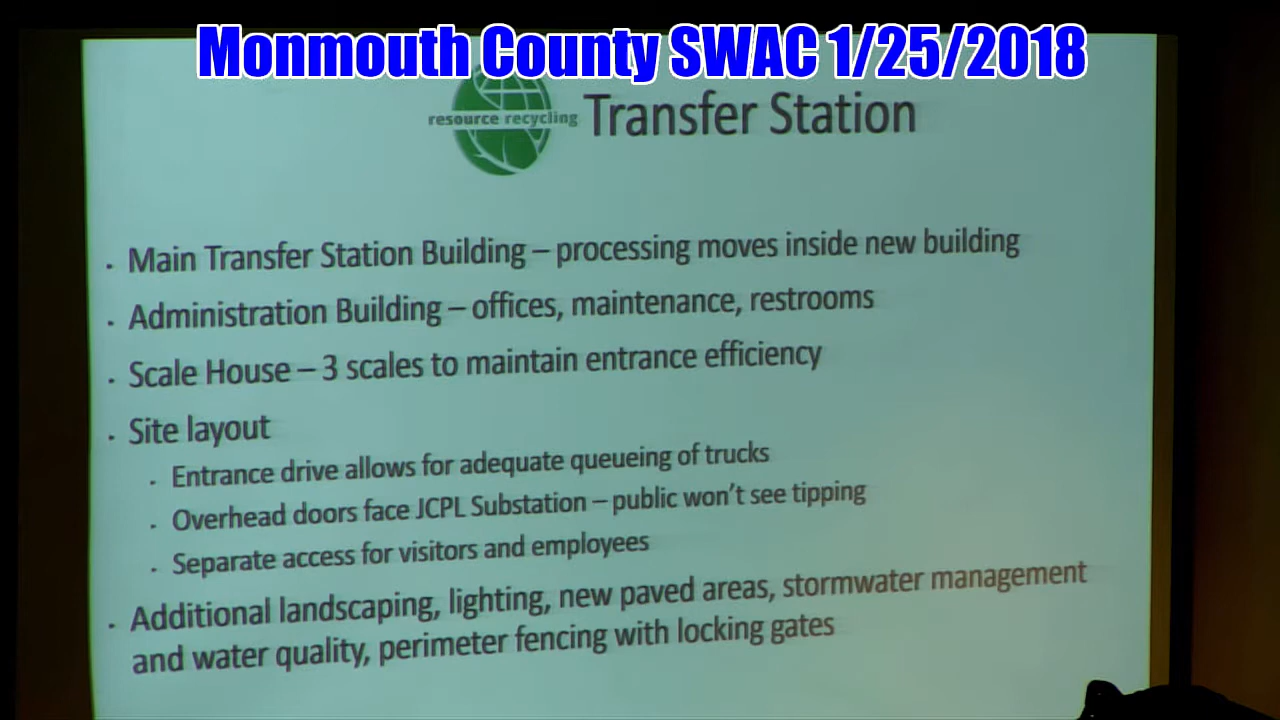 Monmouth County SWAC 1/25/2018
resource recycling
Transfer Station
· Main Transfer Station Building – processing moves inside new building
· Administration Building – offices, maintenance, restrooms
· Scale House – 3 scales to maintain entrance efficiency
· Site layout
· Entrance drive allows for adequate queueing of trucks
· Overhead doors face JCPL Substation – public won't see tipping
· Separate access for visitors and employees
· Additional landscaping, lighting, new paved areas, stormwater management
and water quality, perimeter fencing with locking gates